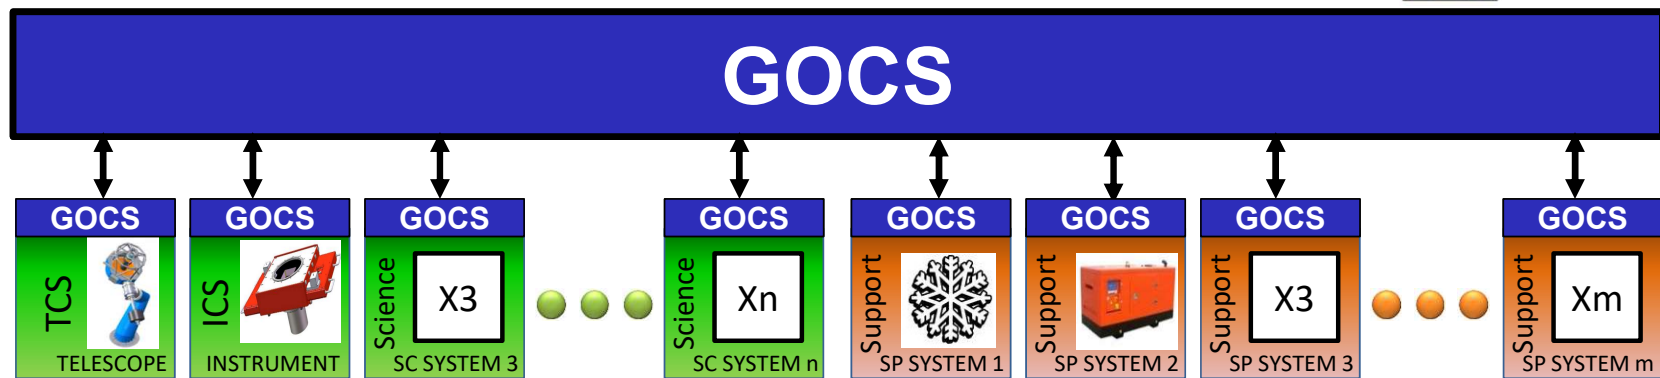 GOCS
GOCS
TCS
TELESCOPE
GOCS
ICS
INSTRUMENT
GOCS
Science
X3
SC SYSTEM 3
GOCS
Science
Xn
SC SYSTEM n
GOCS
Support
SP SYSTEM 1
GOCS
Support
SP SYSTEM 2
GOCS
Support
X3
SP SYSTEM 3
GOCS
Support
Xm
SP SYSTEM m